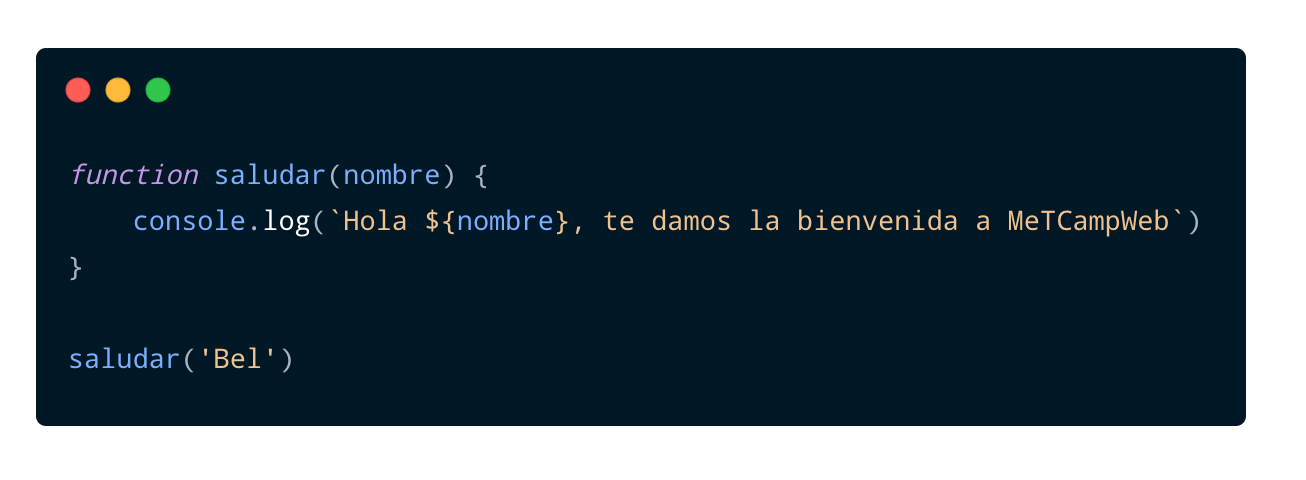 function saludar(nombre) {
    console.log(`Hola ${nombre}, te damos la bienvenida a MeTCampWeb`)
}
saludar('Bel')